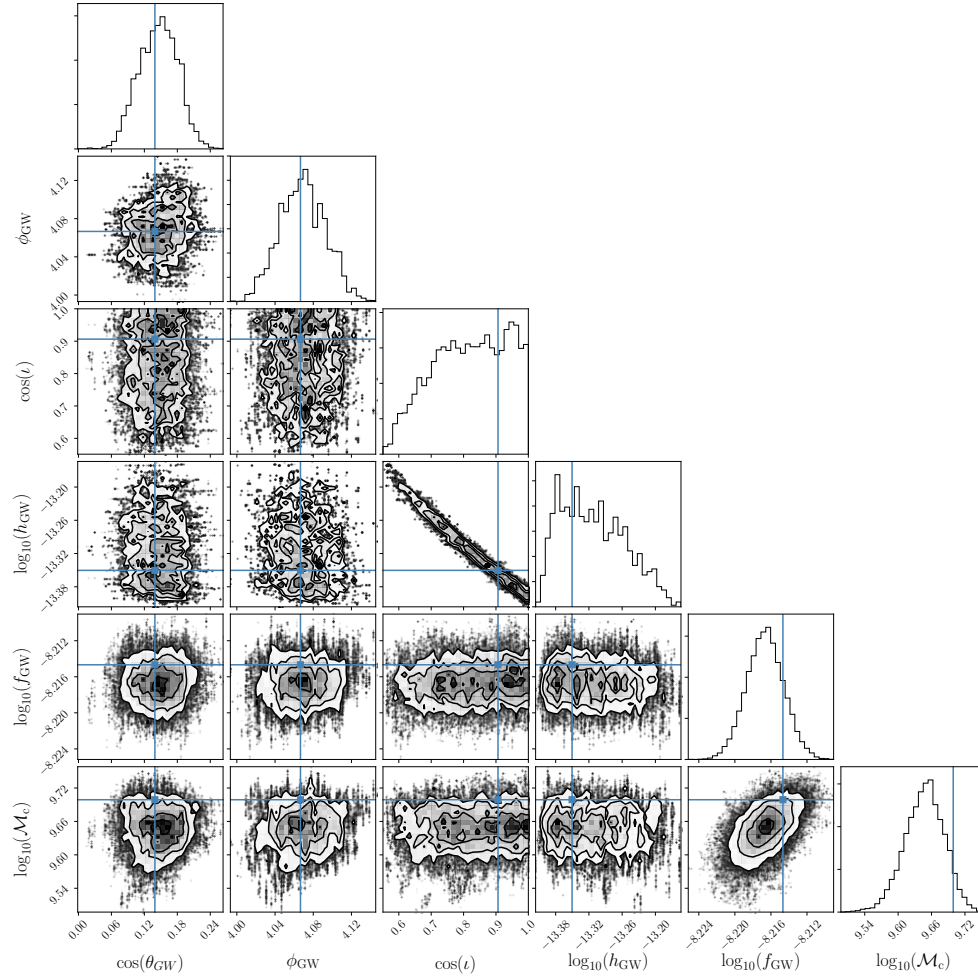 4.12
4.08
4.04
4.00
ϕGW
1.0
0.9
0.8
0.7
0.6
cos(ι)
−13.20
−13.26
−13.32
−13.38
log10(hGW)
−8.212
−8.216
−8.220
−8.224
log10(fGW)
9.72
9.66
9.60
9.54
log10(ℳc)
0.00 0.06 0.12 0.18 0.24
4.00 4.04 4.08 4.12
0.6 0.7 0.8 0.9 1.0
−13.38 −13.32 −13.26 −13.20
−8.224 −8.220 −8.216 −8.212
9.54 9.60 9.66 9.72
cos(θGW) ϕGW cos(ι) log10(hGW) log10(fGW) log10(ℳc)